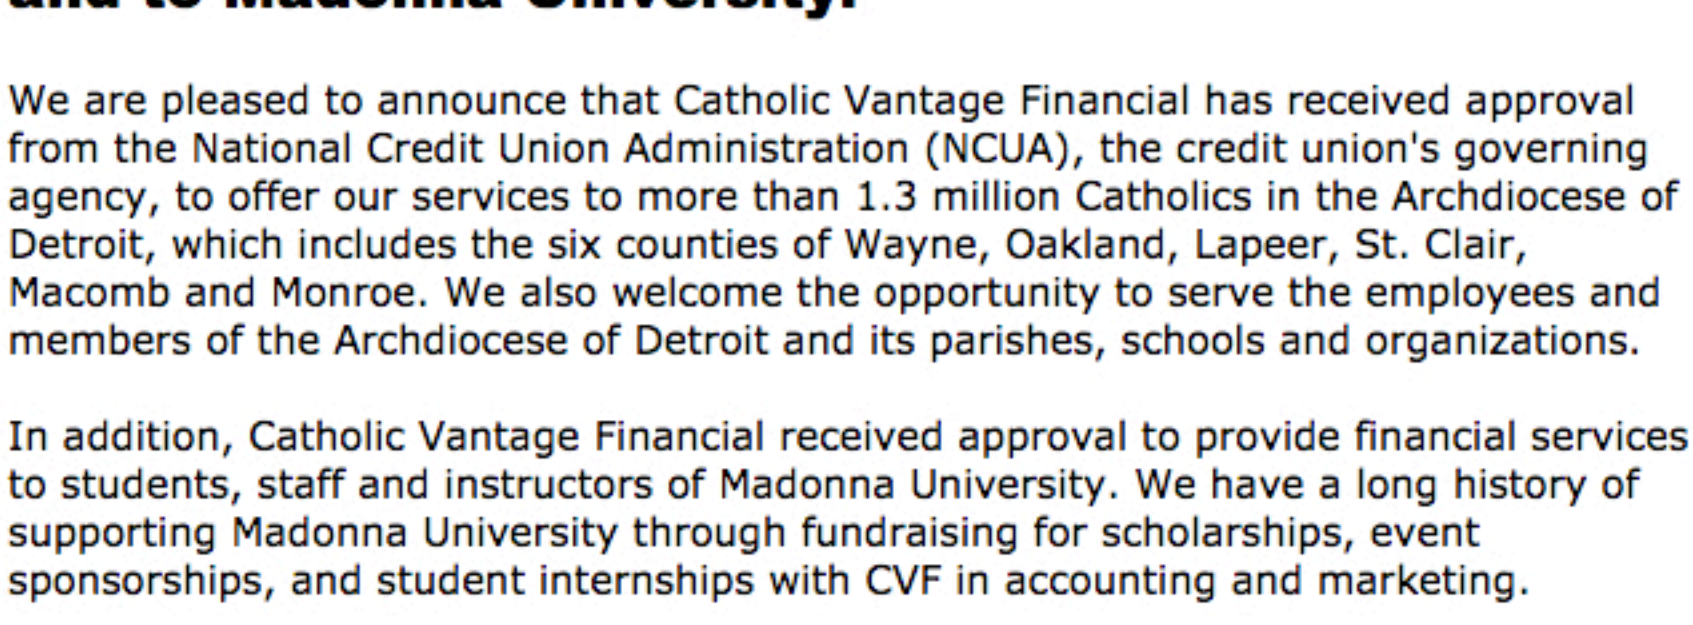 and to Madonna University.
We are pleased to announce that Catholic Vantage Financial has received approval
from the National Credit Union Administration (NCUA), the credit union's governing
agency, to offer our services to more than 1.3 million Catholics in the Archdiocese of
Detroit, which includes the six counties of Wayne, Oakland, Lapeer, St. Clair,
Macomb and Monroe. We also welcome the opportunity to serve the employees and
members of the Archdiocese of Detroit and its parishes, schools and organizations.
In addition, Catholic Vantage Financial received approval to provide financial services
to students, staff and instructors of Madonna University. We have a long history of
supporting Madonna University through fundraising for scholarships, event
sponsorships, and student internships with CVF in accounting and marketing.